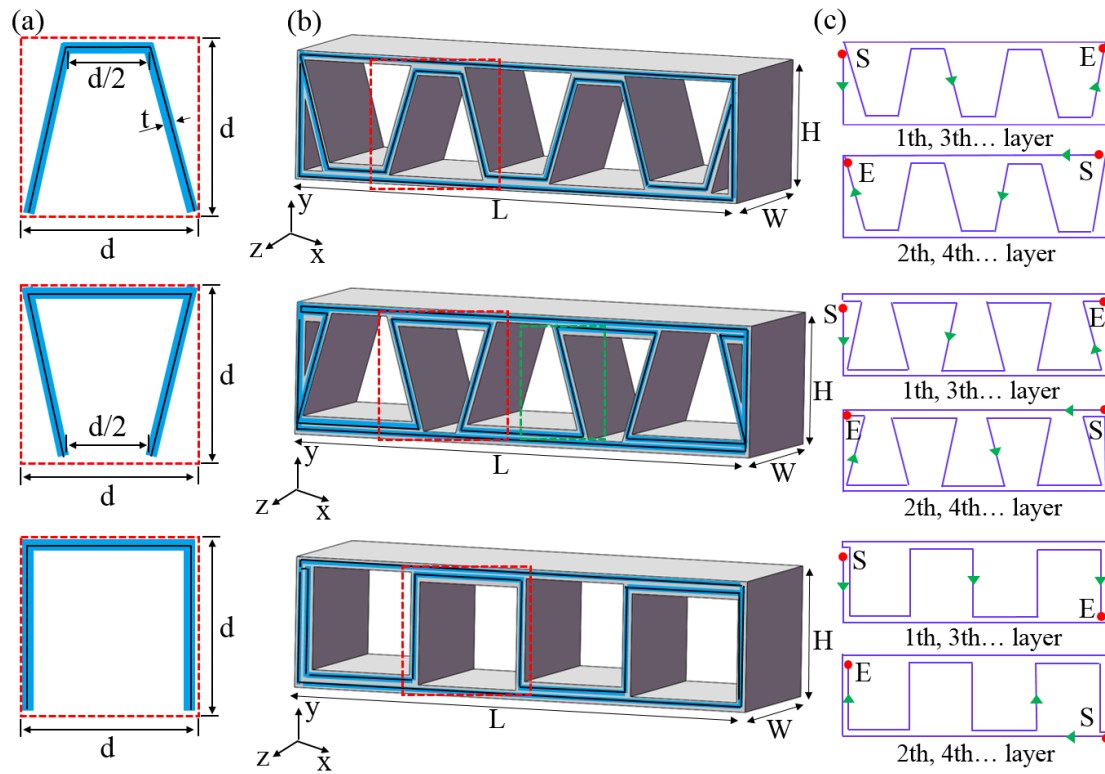 (a)
(b)
(c)
d/2
t
d
d
H
W
L
y
z
x
S
E
1th, 3th... layer
E
S
2th, 4th... layer
d/2
d
d
H
W
L
y
z
x
S
E
1th, 3th... layer
E
S
2th, 4th... layer
d
d
H
W
L
y
z
x
S
E
1th, 3th... layer
E
S
2th, 4th... layer